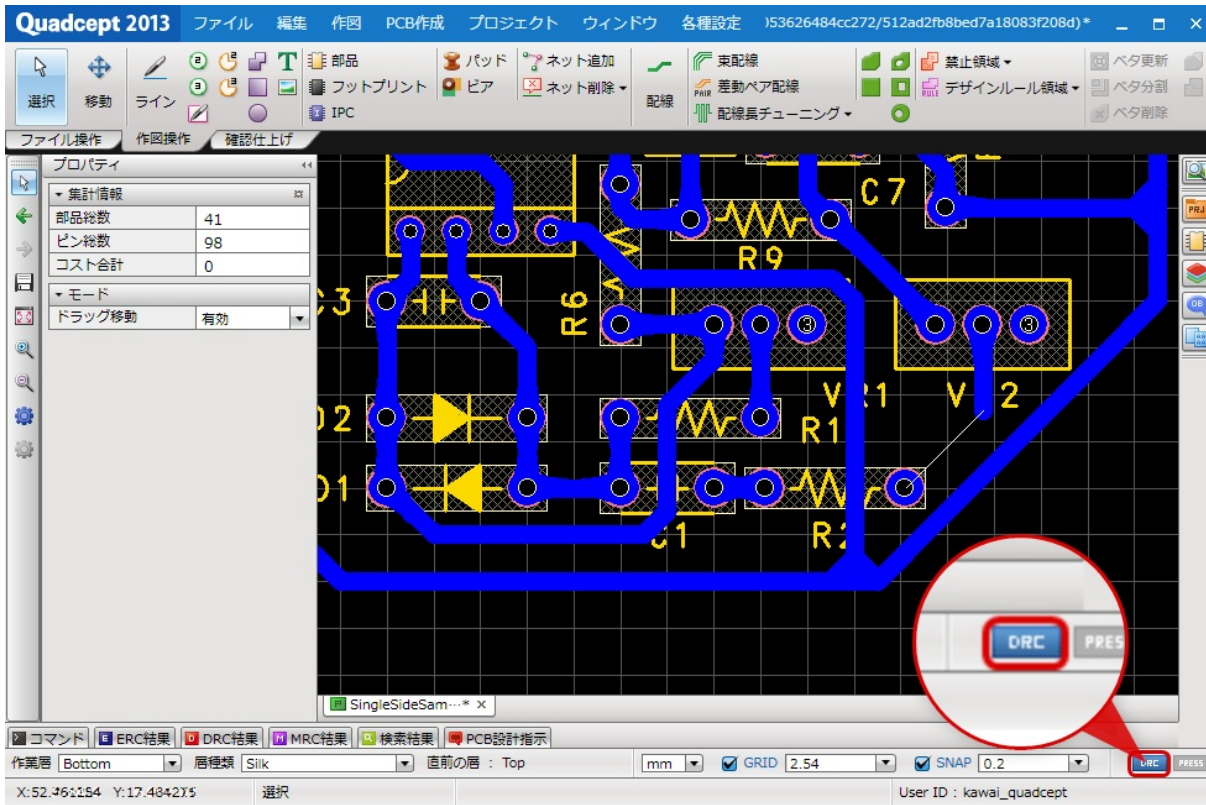 Quadcept 2013 ファイル 編集 作図 PCB作成 プロジェクト ウィンドウ 各種設定 )53626484cc272/512ad2fb8bed7a18083f208d)*
選択 移動 ライン T 部品 パッド ネット追加 配線 束配線 禁止領域 ベタ更新
フットプリント ビア ネット削除 PAIR 差動ペア配線 RULE デザインルール領域 ベタ分割
IPC 配線長チューニング ベタ削除
ファイル操作 作図操作 確認仕上げ
プロパティ
集計情報
部品総数 41
ピン総数 98
コスト合計 0
モード
ドラッグ移動 有効
PRJ
OB
C7
R9
3
R6
3
3
VR1
V 2
D2
R1
D1
C1
R2
DRC PRES
SingleSideSam…* ×
コマンド ERC結果 DRC結果 MRC結果 検索結果 PCB設計指示
作業層 Bottom 層種類 Silk 直前の層 : Top mm GRID 2.54 SNAP 0.2 DRC PRESS
選択 User ID : kawai_quadcept